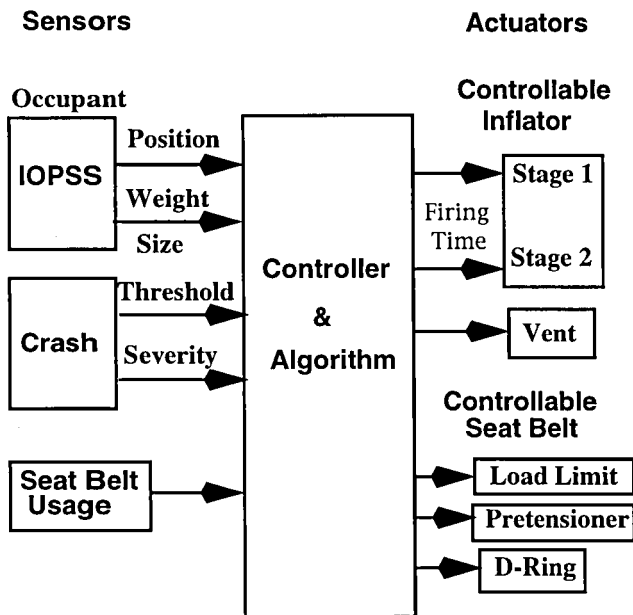 Sensors
Actuators
Occupant
IOPSS
Position
Weight
Size
Crash
Threshold
Severity
Seat Belt
Usage
Controller
&
Algorithm
Controllable
Inflator
Stage 1
Firing
Time
Stage 2
Vent
Controllable
Seat Belt
Load Limit
Pretensioner
D-Ring